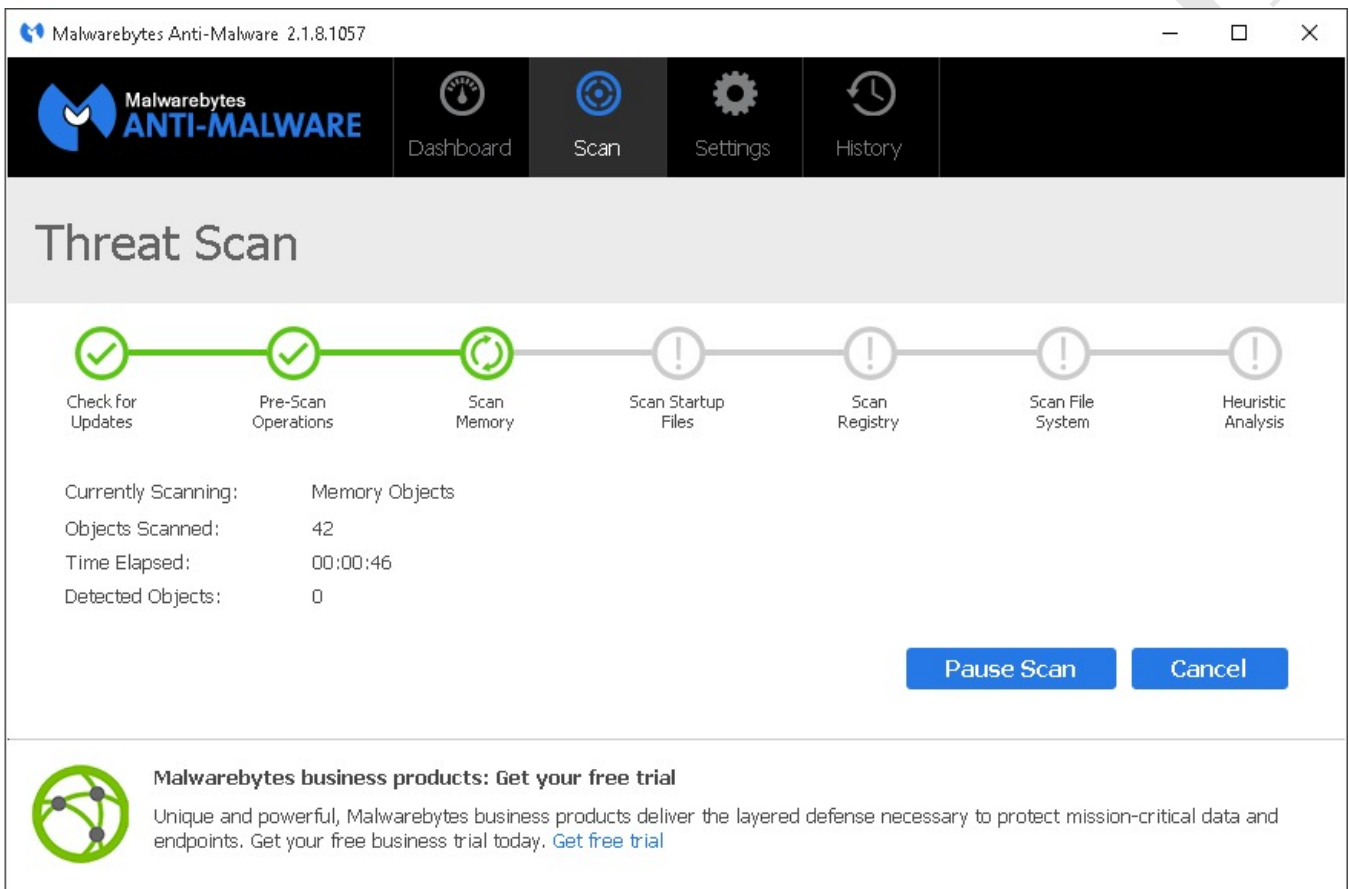 Malwarebytes Anti-Malware 2.1.8.1057
Malwarebytes
ANTI-MALWARE
Dashboard
Scan
Settings
History
Threat Scan
Check for
Updates
Pre-Scan
Operations
Scan
Memory
Scan Startup
Files
Scan
Registry
Scan File
System
Heuristic
Analysis
Currently Scanning: Memory Objects
Objects Scanned: 42
Time Elapsed: 00:00:46
Detected Objects: 0
Pause Scan
Cancel
Malwarebytes business products: Get your free trial
Unique and powerful, Malwarebytes business products deliver the layered defense necessary to protect mission-critical data and
endpoints. Get your free business trial today. Get free trial